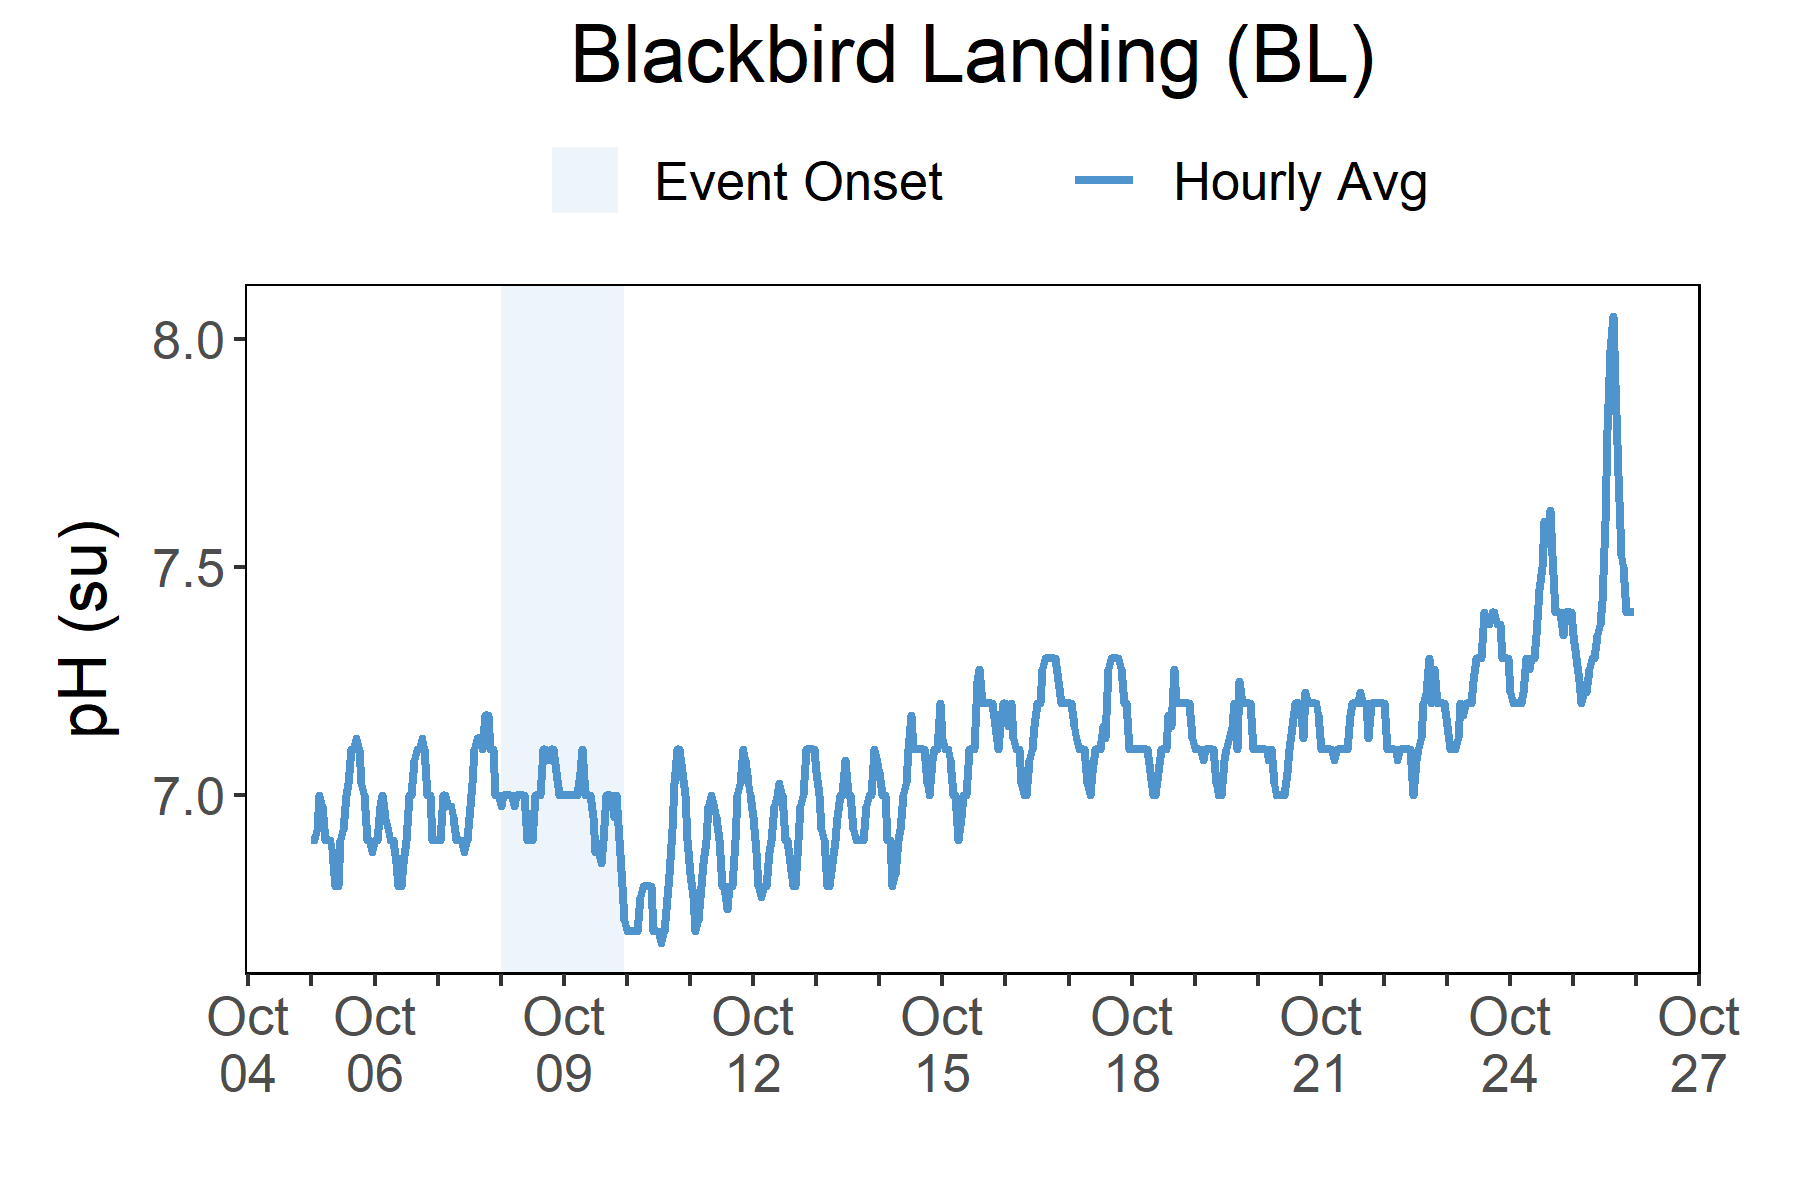 Blackbird Landing (BL)
Event Onset
Hourly Avg
pH (su)
8.0
7.5
7.0
Oct 04
Oct 06
Oct 09
Oct 12
Oct 15
Oct 18
Oct 21
Oct 24
Oct 27